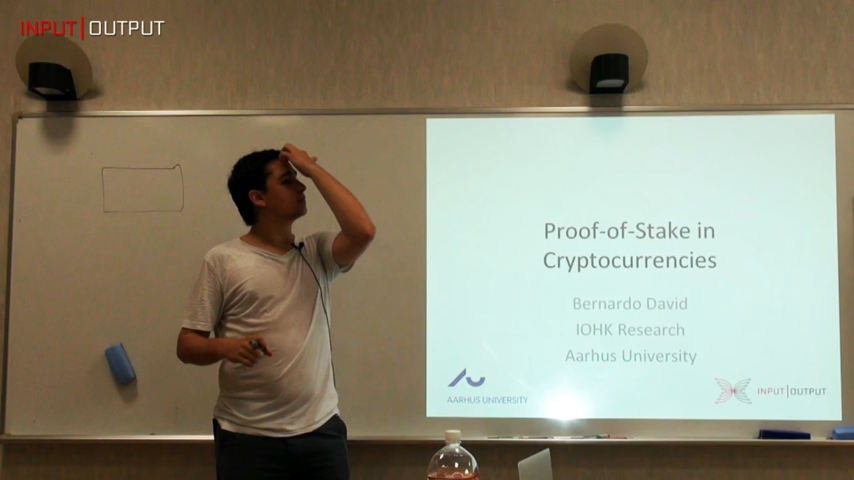 INPUT|OUTPUT
Proof-of-Stake in
Cryptocurrencies
Bernardo David
IOHK Research
Aarhus University
AARHUS UNIVERSITY
INPUT|OUTPUT